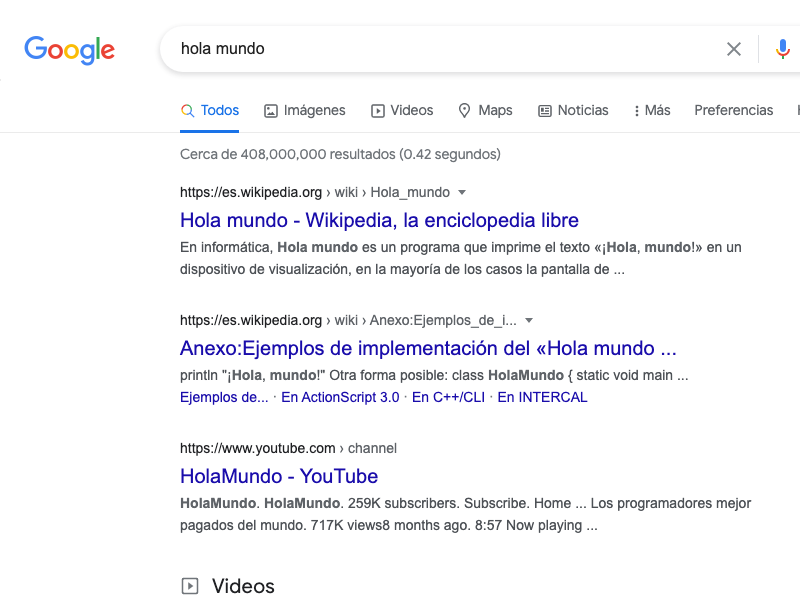 Google
hola mundo
Todos Imágenes Videos Maps Noticias Más Preferencias
Cerca de 408,000,000 resultados (0.42 segundos)
https://es.wikipedia.org › wiki › Hola_mundo
Hola mundo - Wikipedia, la enciclopedia libre
En informática, Hola mundo es un programa que imprime el texto «¡Hola, mundo!» en un
dispositivo de visualización, en la mayoría de los casos la pantalla de ...
https://es.wikipedia.org › wiki › Anexo:Ejemplos_de_i...
Anexo:Ejemplos de implementación del «Hola mundo ...
println "¡Hola, mundo!" Otra forma posible: class HolaMundo { static void main ...
Ejemplos de... · En ActionScript 3.0 · En C++/CLI · En INTERCAL
https://www.youtube.com › channel
HolaMundo - YouTube
HolaMundo. HolaMundo. 259K subscribers. Subscribe. Home ... Los programadores mejor
pagados del mundo. 717K views8 months ago. 8:57 Now playing ...
Videos